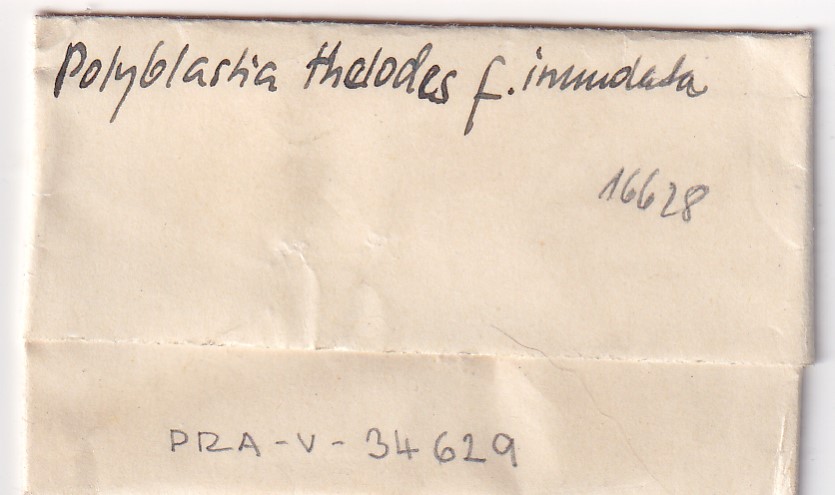 Polyblastia thelodes f. inundata
16628
PRA-V-34629